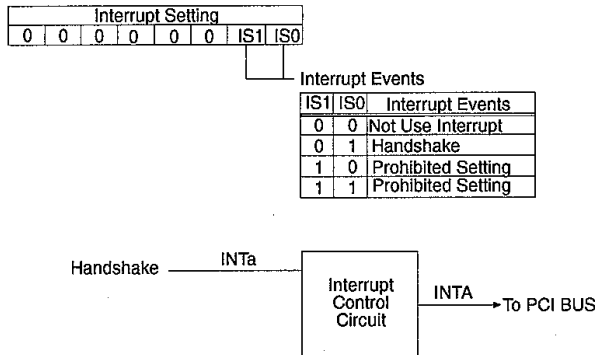 Interrupt Setting
0 0 0 0 0 0 IS1 IS0
Interrupt Events
IS1 IS0 Interrupt Events
0 0 Not Use Interrupt
0 1 Handshake
1 0 Prohibited Setting
1 1 Prohibited Setting
Handshake INTa
Interrupt
Control
Circuit
INTA To PCI BUS